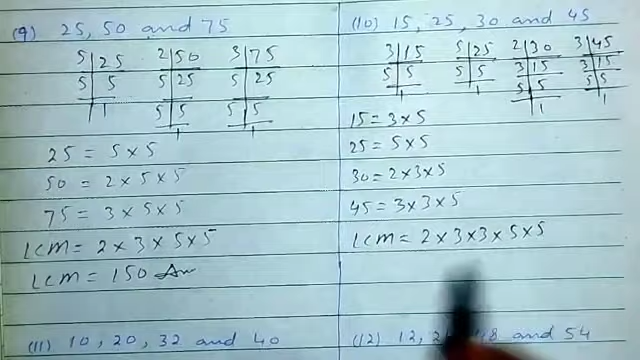 (9) 25, 50 and 75
5|25 2|50 3|75
5|5 5|25 5|25
|1 5|5 5|5
1 1
25 = 5×5
50 = 2×5×5
75 = 3×5×5
LCM = 2×3×5×5
LCM = 150 Ans
(10) 15, 25, 30 and 45
3|15 5|25 2|30 3|45
5|5 5|5 3|15 3|15
1 1 5|5 5|5
1 1
15 = 3×5
25 = 5×5
30 = 2×3×5
45 = 3×3×5
LCM = 2×3×3×5×5
(11) 10, 20, 32 and 40
(12) 12, and 54